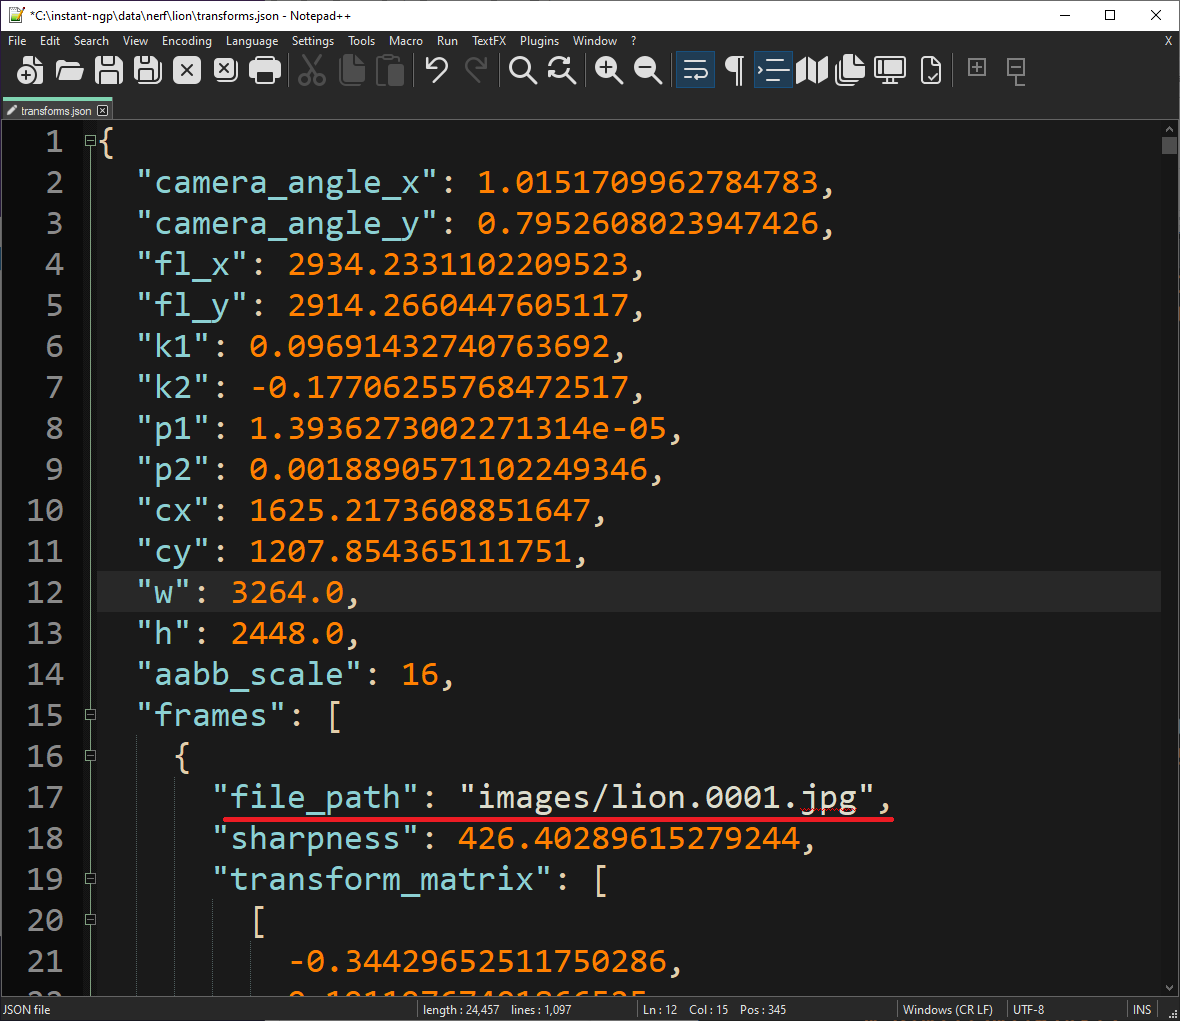 *C:\instant-ngp\data\nerf\lion\transforms.json - Notepad++
File Edit Search View Encoding Language Settings Tools Macro Run TextFX Plugins Window ? X
transforms.json
1 {
2 "camera_angle_x": 1.0151709962784783,
3 "camera_angle_y": 0.7952608023947426,
4 "fl_x": 2934.2331102209523,
5 "fl_y": 2914.2660447605117,
6 "k1": 0.09691432740763692,
7 "k2": -0.17706255768472517,
8 "p1": 1.3936273002271314e-05,
9 "p2": 0.0018890571102249346,
10 "cx": 1625.2173608851647,
11 "cy": 1207.854365111751,
12 "w": 3264.0,
13 "h": 2448.0,
14 "aabb_scale": 16,
15 "frames": [
16 {
17 "file_path": "images/lion.0001.jpg",
18 "sharpness": 426.40289615279244,
19 "transform_matrix": [
20 [
21 -0.34429652511750286,
JSON file length : 24,457 lines : 1,097 Ln : 12 Col : 15 Pos : 345 Windows (CR LF) UTF-8 INS